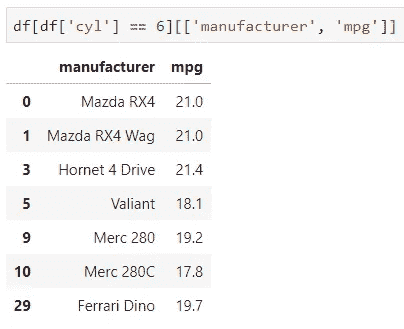 df[df['cyl'] == 6][['manufacturer', 'mpg']]
manufacturer mpg
0 Mazda RX4 21.0
1 Mazda RX4 Wag 21.0
3 Hornet 4 Drive 21.4
5 Valiant 18.1
9 Merc 280 19.2
10 Merc 280C 17.8
29 Ferrari Dino 19.7